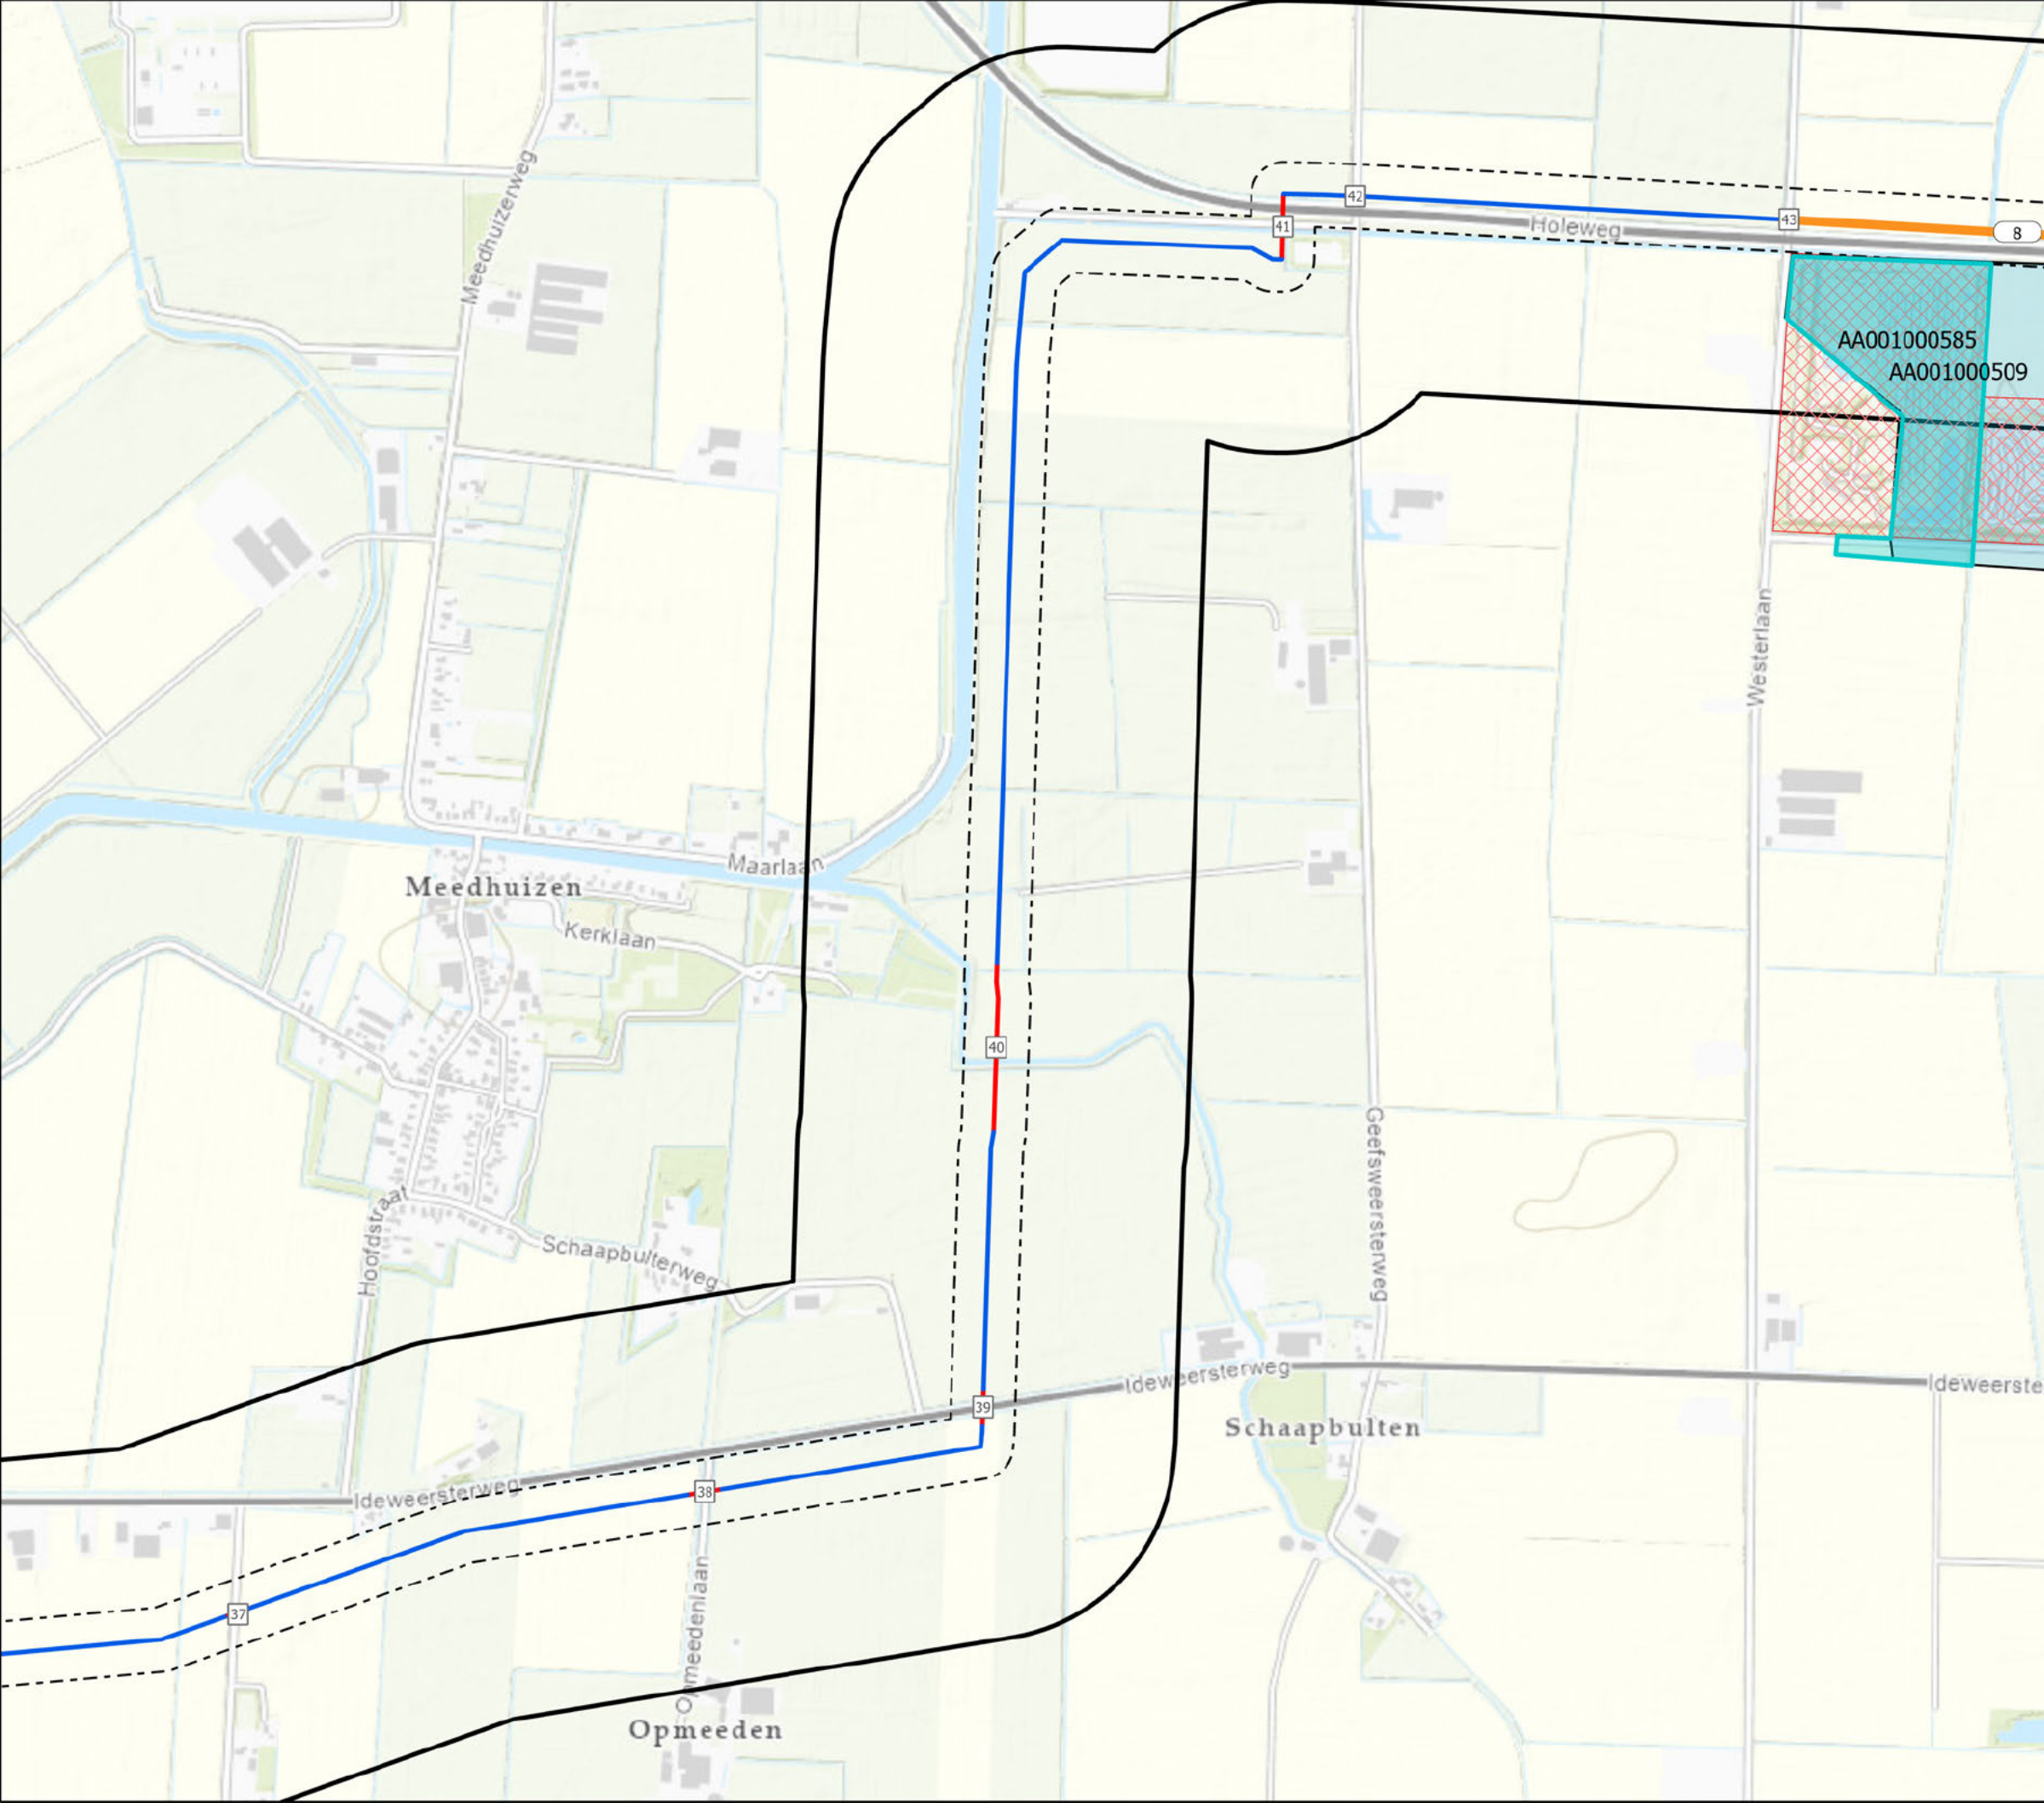 Meedhuizerweg
42
41
43
Holeweg
8
AA001000585
AA001000509
Westerlaan
Maarlaan
Meedhuizen
Kerklaan
40
Geefsweersterweg
Hoofdstraat
Schaapbulterweg
39
Ideweersterweg
Ideweerste
Schaapbulten
Ideweersterweg
38
37
Opmeedenlaan
Opmeeden